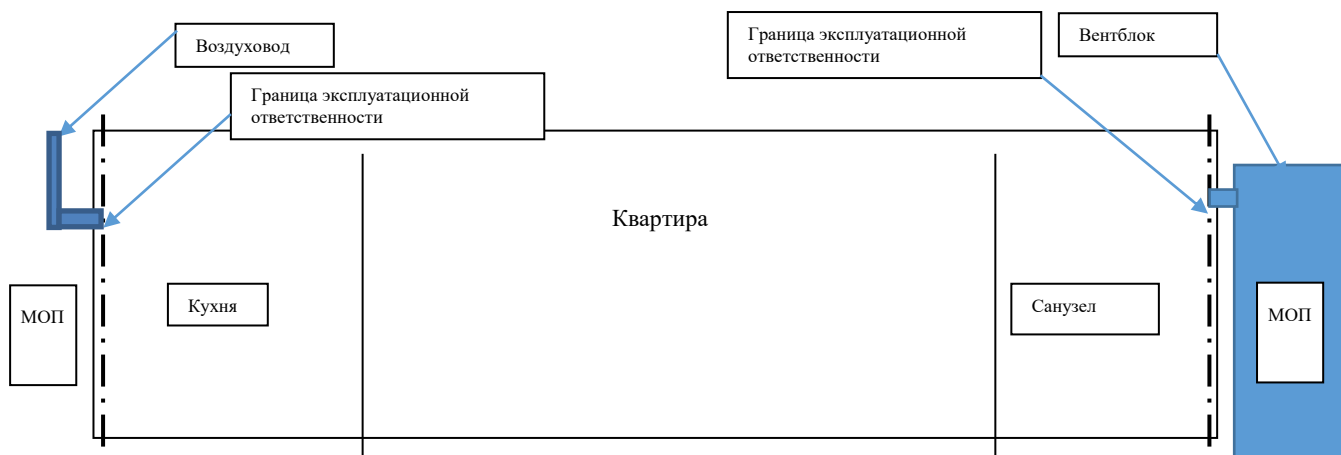 Воздуховод
Граница эксплуатационной
ответственности
Вентблок
Граница эксплуатационной
ответственности
Квартира
МОП
Кухня
Санузел
МОП